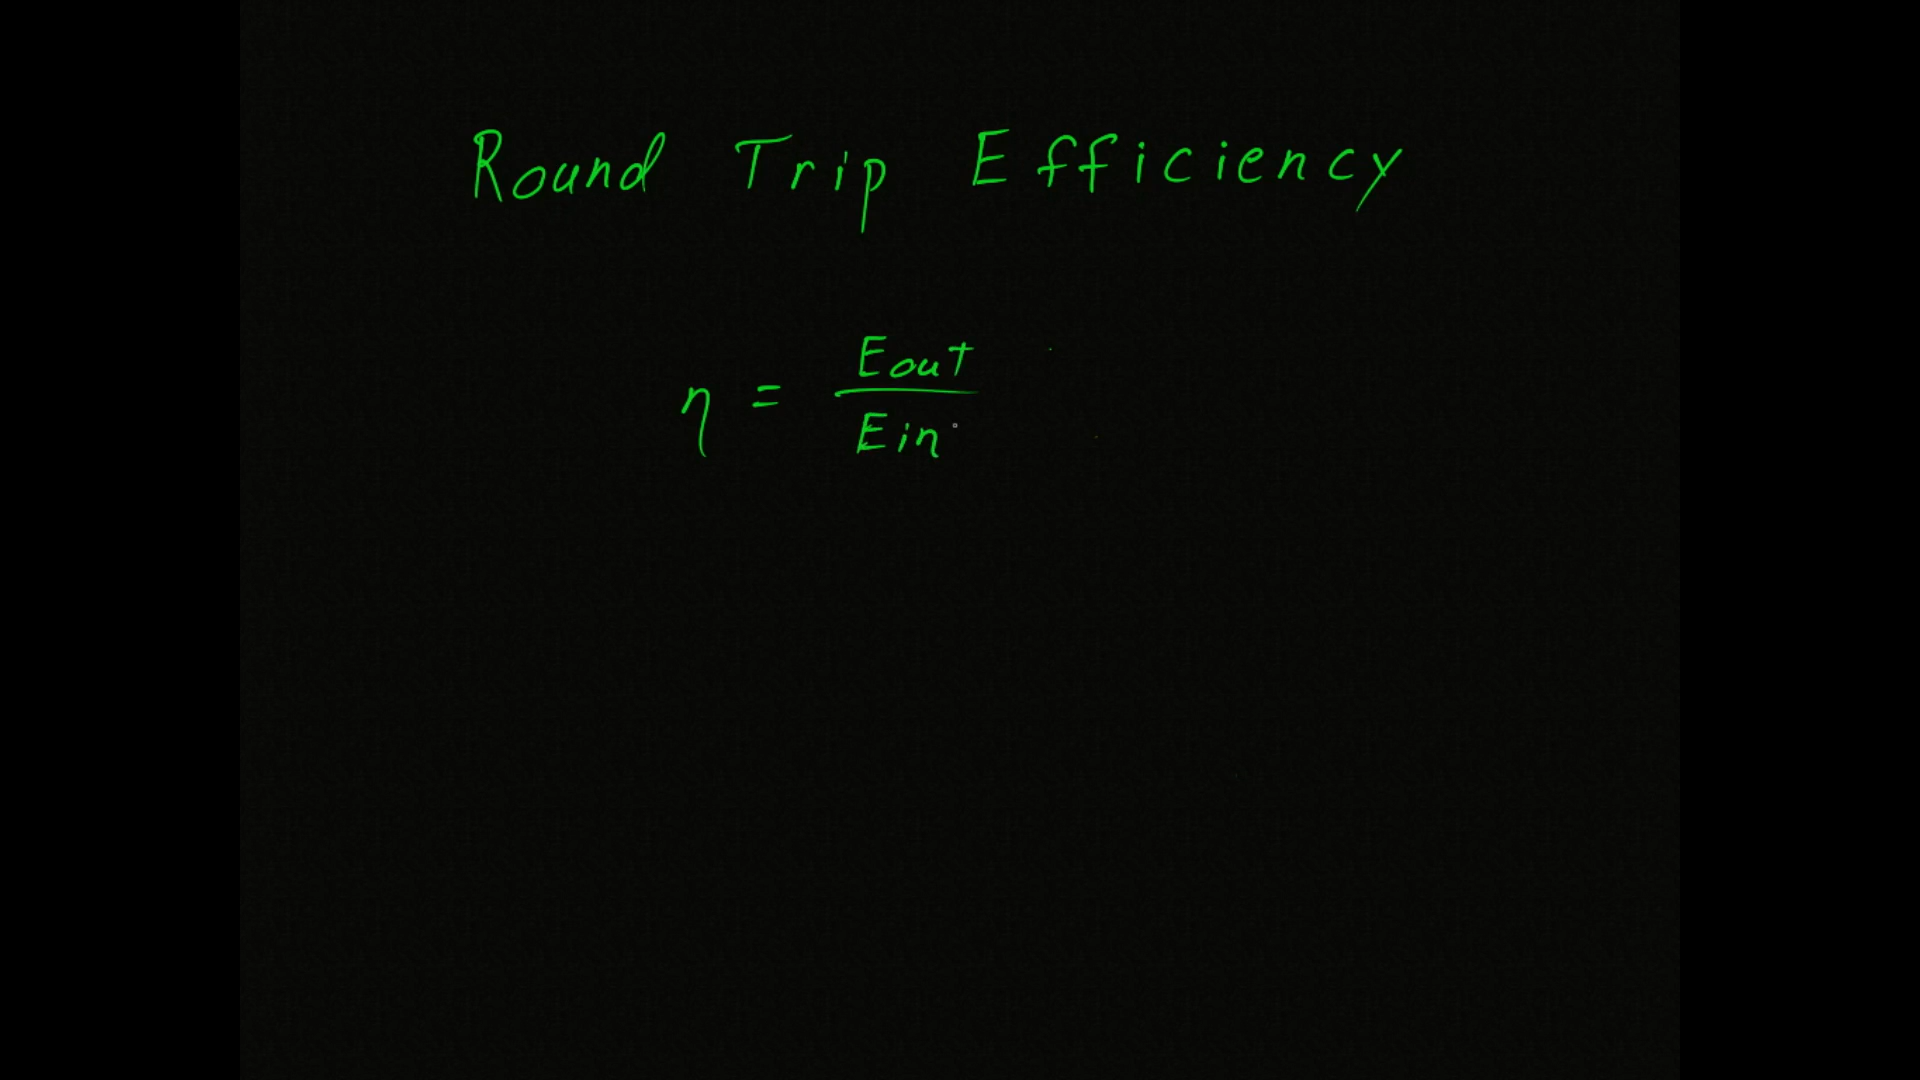 Round Trip Efficiency
η = Eout
Ein